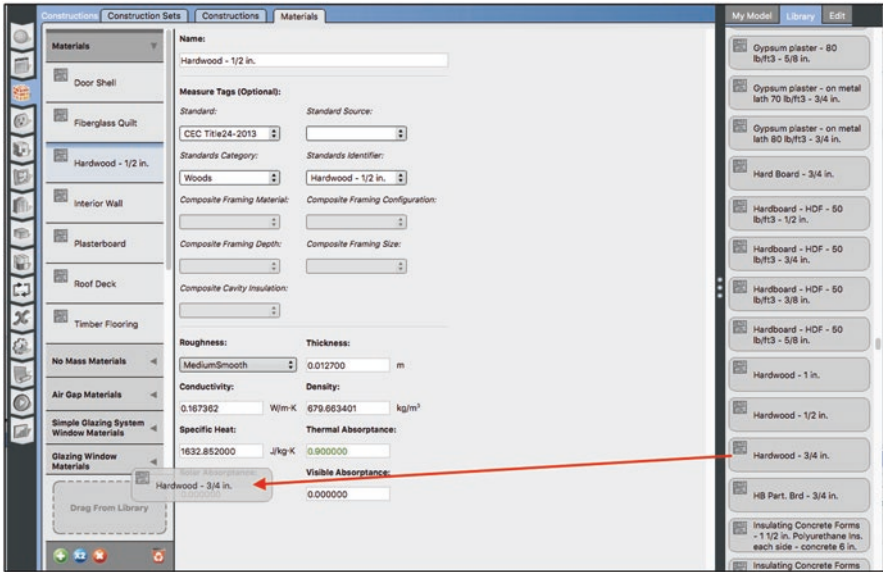 Constructions
Construction Sets
Constructions
Materials
My Model
Library
Edit
Materials
Door Shell
Fiberglass Quilt
Hardwood - 1/2 in.
Interior Wall
Plasterboard
Roof Deck
Timber Flooring
No Mass Materials
Air Gap Materials
Simple Glazing System
Window Materials
Glazing Window
Materials
Drag From Library
x2
Name:
Hardwood - 1/2 in.
Measure Tags (Optional):
Standard:
Standard Source:
CEC Title24-2013
Standards Category:
Standards Identifier:
Woods
Hardwood - 1/2 in.
Composite Framing Material:
Composite Framing Configuration:
Composite Framing Depth:
Composite Framing Size:
Composite Cavity Insulation:
Roughness:
Thickness:
MediumSmooth
0.012700 m
Conductivity:
Density:
0.167362 W/m·K
679.663401 kg/m³
Specific Heat:
Thermal Absorptance:
1632.852000 J/kg·K
0.900000
Solar Absorptance:
Visible Absorptance:
Hardwood - 3/4 in.
0.000000
0.000000
Gypsum plaster - 80
lb/ft3 - 5/8 in.
Gypsum plaster - on metal
lath 70 lb/ft3 - 3/4 in.
Gypsum plaster - on metal
lath 80 lb/ft3 - 3/4 in.
Hard Board - 3/4 in.
Hardboard - HDF - 50
lb/ft3 - 1/2 in.
Hardboard - HDF - 50
lb/ft3 - 3/4 in.
Hardboard - HDF - 50
lb/ft3 - 3/8 in.
Hardboard - HDF - 50
lb/ft3 - 5/8 in.
Hardwood - 1 in.
Hardwood - 1/2 in.
Hardwood - 3/4 in.
HB Part. Brd - 3/4 in.
Insulating Concrete Forms
- 1 1/2 in. Polyurethane Ins.
each side - concrete 6 in.
Insulating Concrete Forms